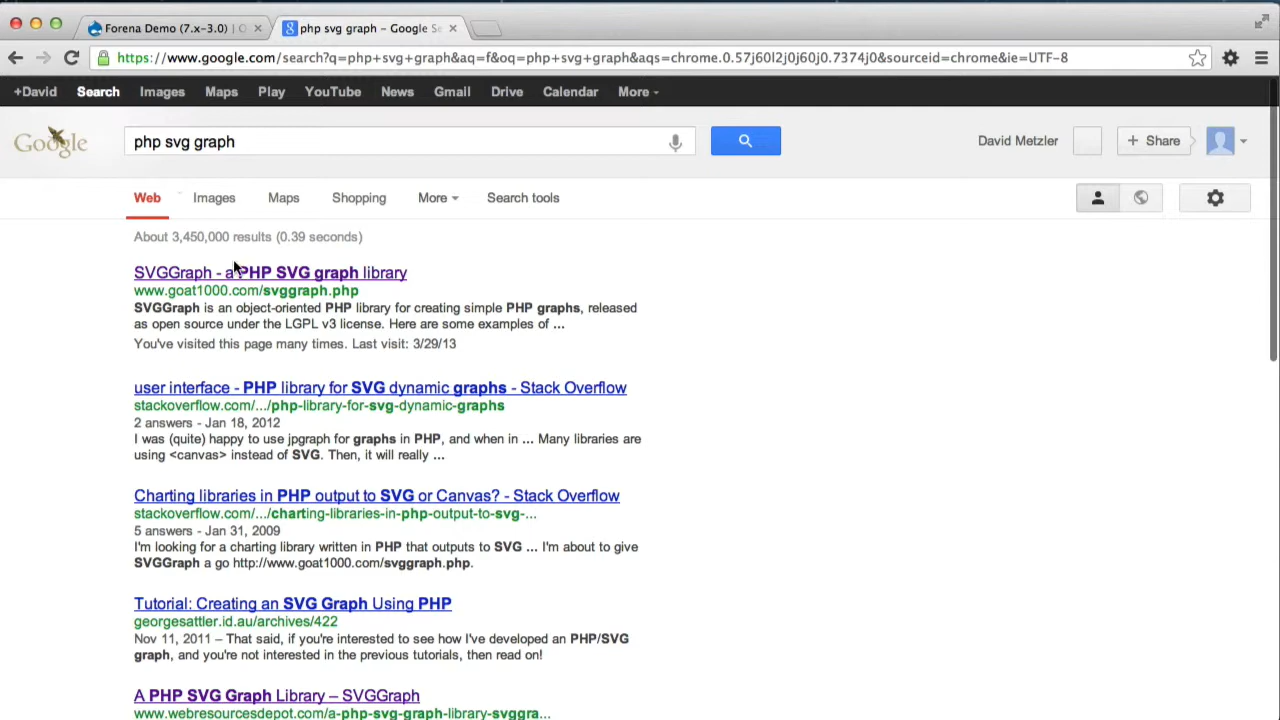 Forena Demo (7.x-3.0) | O
php svg graph - Google Se
https://www.google.com/search?q=php+svg+graph&aq=f&oq=php+svg+graph&aqs=chrome.0.57j60l2j0j60j0.7374j0&sourceid=chrome&ie=UTF-8
+David Search Images Maps Play YouTube News Gmail Drive Calendar More
Google
php svg graph
David Metzler
+ Share
Web Images Maps Shopping More Search tools
About 3,450,000 results (0.39 seconds)
SVGGraph - a PHP SVG graph library
www.goat1000.com/svggraph.php
SVGGraph is an object-oriented PHP library for creating simple PHP graphs, released
as open source under the LGPL v3 license. Here are some examples of ...
You've visited this page many times. Last visit: 3/29/13
user interface - PHP library for SVG dynamic graphs - Stack Overflow
stackoverflow.com/.../php-library-for-svg-dynamic-graphs
2 answers - Jan 18, 2012
I was (quite) happy to use jpgraph for graphs in PHP, and when in ... Many libraries are
using <canvas> instead of SVG. Then, it will really ...
Charting libraries in PHP output to SVG or Canvas? - Stack Overflow
stackoverflow.com/.../charting-libraries-in-php-output-to-svg-...
5 answers - Jan 31, 2009
I'm looking for a charting library written in PHP that outputs to SVG ... I'm about to give
SVGGraph a go http://www.goat1000.com/svggraph.php.
Tutorial: Creating an SVG Graph Using PHP
georgesattler.id.au/archives/422
Nov 11, 2011 – That said, if you're interested to see how I've developed an PHP/SVG
graph, and you're not interested in the previous tutorials, then read on!
A PHP SVG Graph Library – SVGGraph
www.webresourcesdepot.com/a-php-svg-graph-library-svggra...